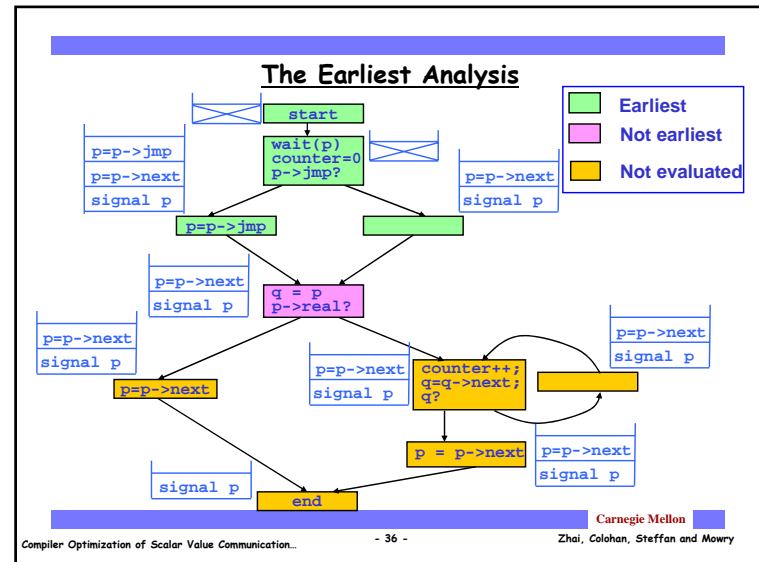 The Earliest Analysis
Earliest
Not earliest
Not evaluated
start
wait(p)
counter=0
p->jmp?
p=p->jmp
p=p->next
signal p
p=p->next
signal p
p=p->jmp
p=p->next
signal p
q = p
p->real?
p=p->next
signal p
p=p->next
signal p
p=p->next
signal p
counter++;
q=q->next;
q?
p=p->next
p = p->next
p=p->next
signal p
signal p
end
Carnegie Mellon
Compiler Optimization of Scalar Value Communication…
- 36 -
Zhai, Colohan, Steffan and Mowry